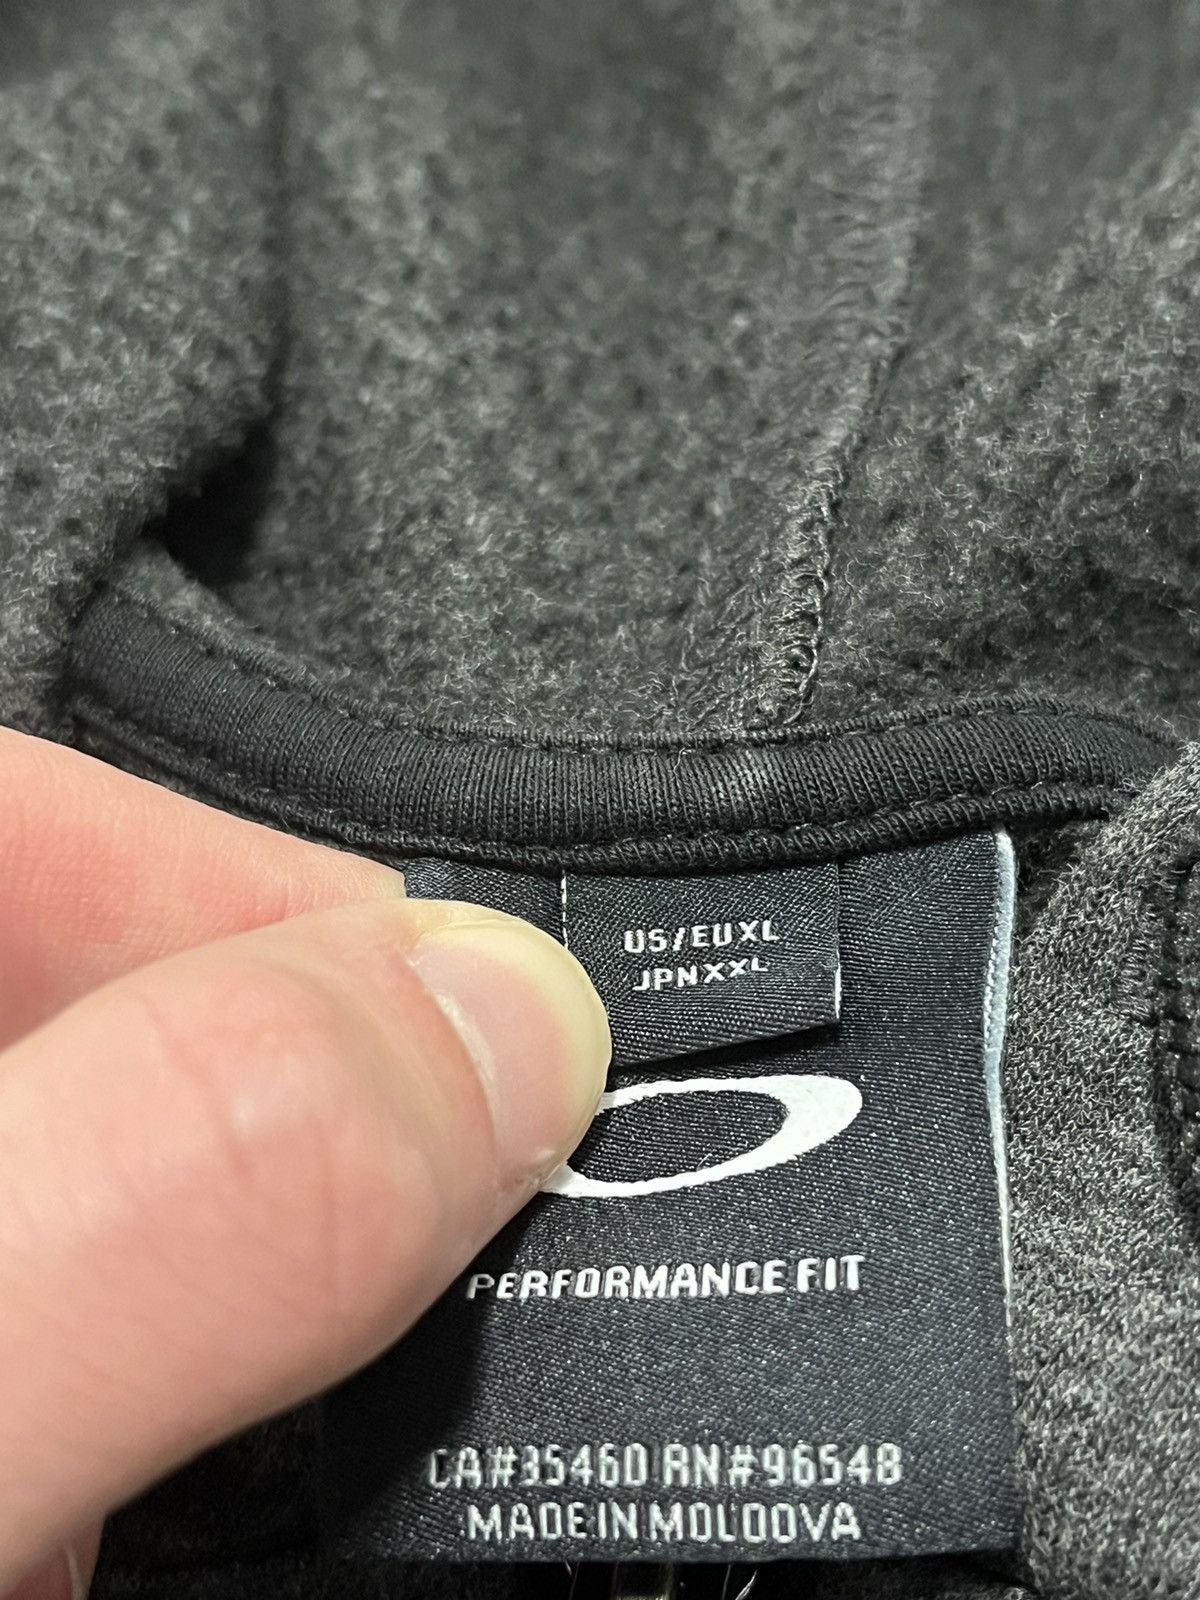 US/EU XL
JPN XXL
PERFORMANCE FIT
CA#35460 RN#96548
MADE IN MOLDOVA